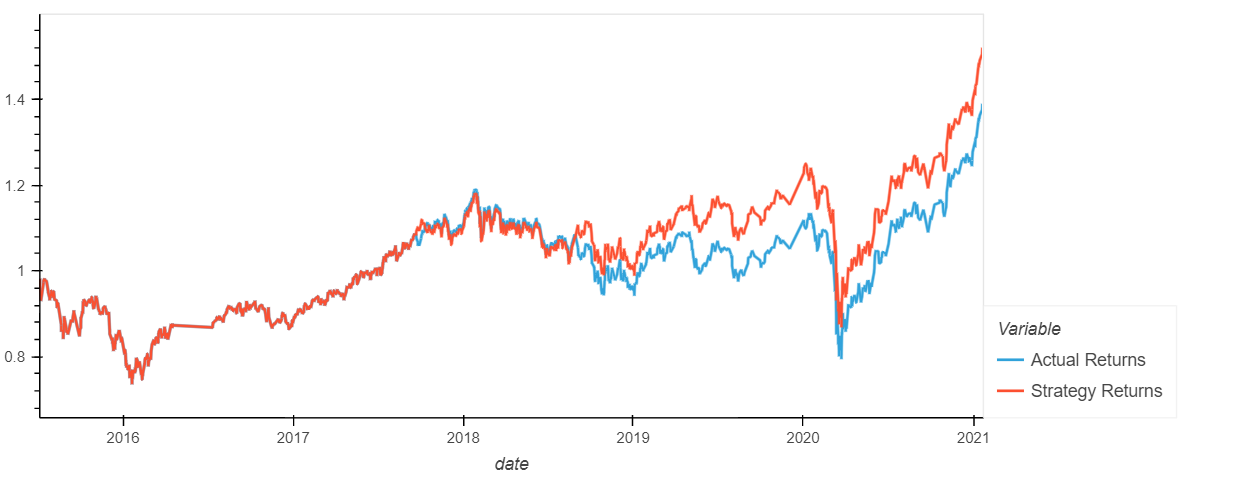 1.4
1.2
1
0.8
2016 2017 2018 2019 2020 2021
date
Variable
Actual Returns
Strategy Returns